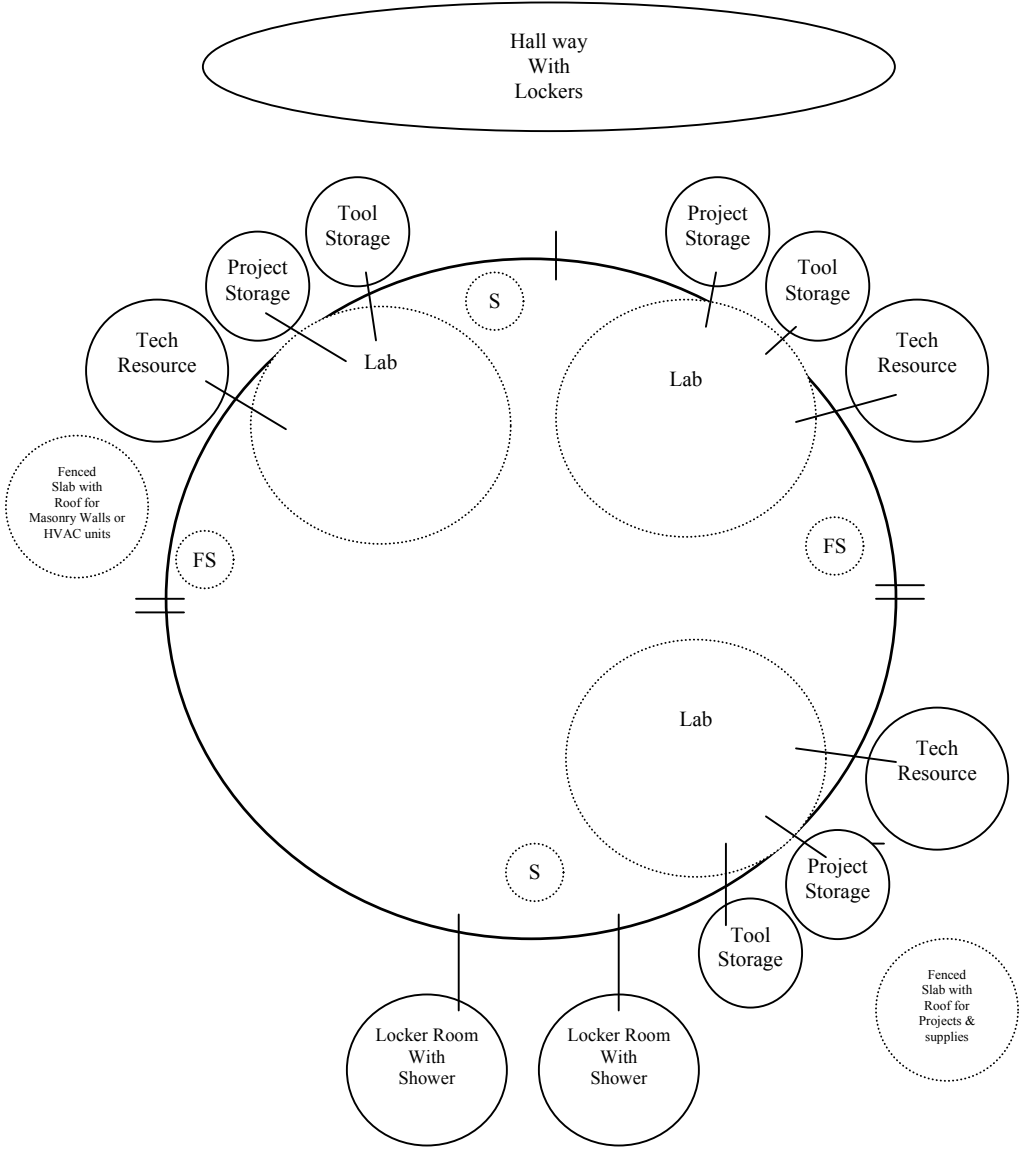 Hall way
With
Lockers
Tool
Storage
Project
Storage
Tech
Resource
Lab
S
Project
Storage
Tool
Storage
Tech
Resource
Lab
Fenced
Slab with
Roof for
Masonry Walls or
HVAC units
FS
FS
Lab
Tech
Resource
Project
Storage
Tool
Storage
S
Fenced
Slab with
Roof for
Projects &
supplies
Locker Room
With
Shower
Locker Room
With
Shower